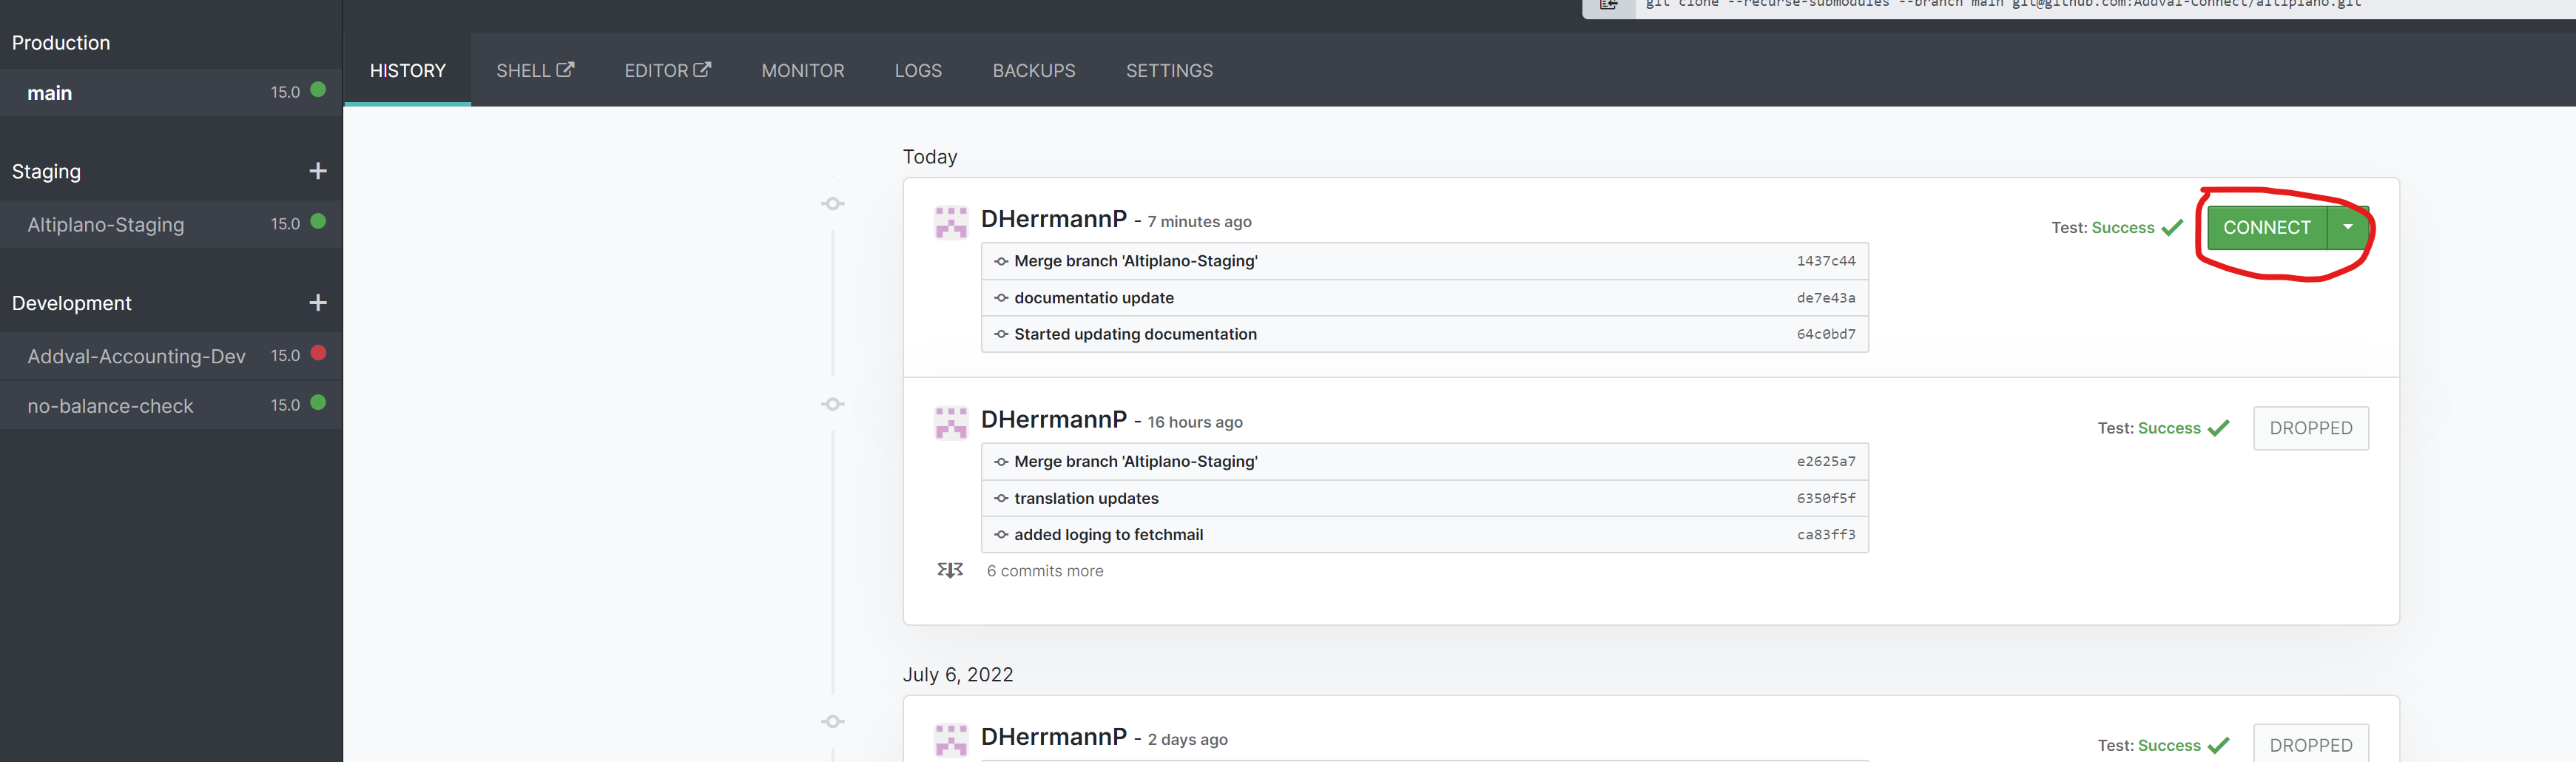 git clone --recurse-submodules --branch main git@github.com:Addval-Connect/altiplano.git
Production
main 15.0
Staging +
Altiplano-Staging 15.0
Development +
Addval-Accounting-Dev 15.0
no-balance-check 15.0
HISTORY SHELL EDITOR MONITOR LOGS BACKUPS SETTINGS
Today
DHerrmannP - 7 minutes ago
Test: Success CONNECT
Merge branch 'Altiplano-Staging' 1437c44
documentatio update de7e43a
Started updating documentation 64c0bd7
DHerrmannP - 16 hours ago
Test: Success DROPPED
Merge branch 'Altiplano-Staging' e2625a7
translation updates 6350f5f
added loging to fetchmail ca83ff3
6 commits more
July 6, 2022
DHerrmannP - 2 days ago
Test: Success DROPPED